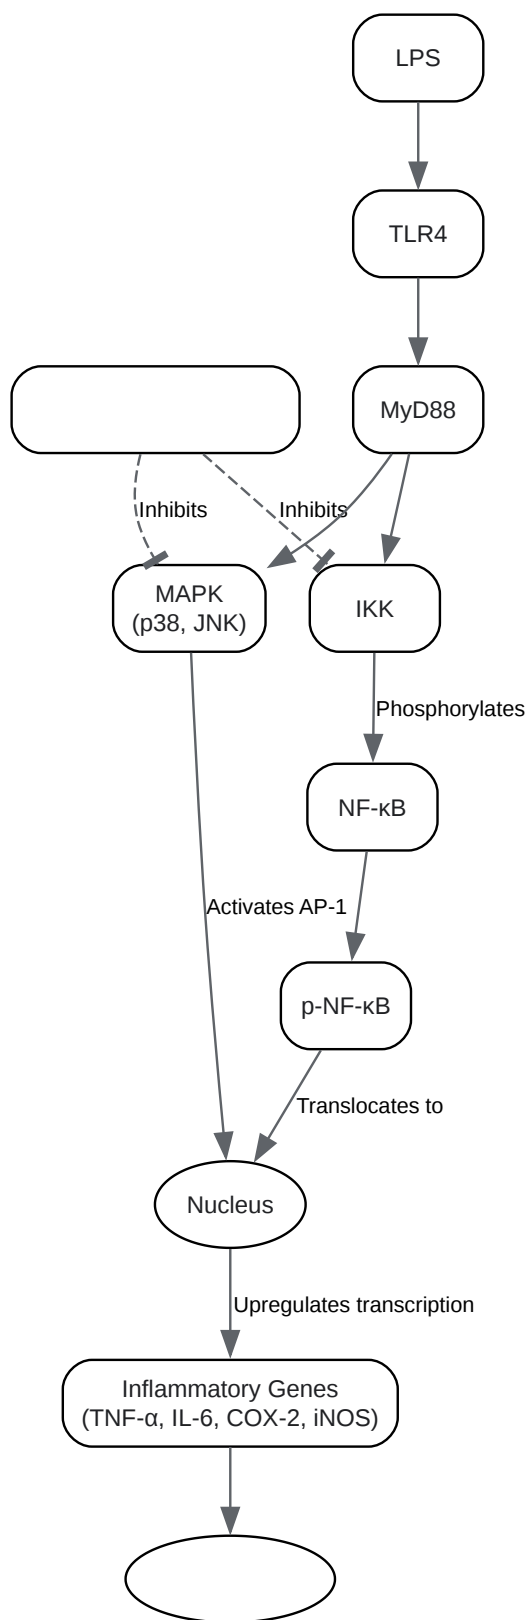 LPS
TLR4
MyD88
Inhibits
Inhibits
MAPK
(p38, JNK)
IKK
Phosphorylates
NF-κB
Activates AP-1
p-NF-κB
Translocates to
Nucleus
Upregulates transcription
Inflammatory Genes
(TNF-α, IL-6, COX-2, iNOS)